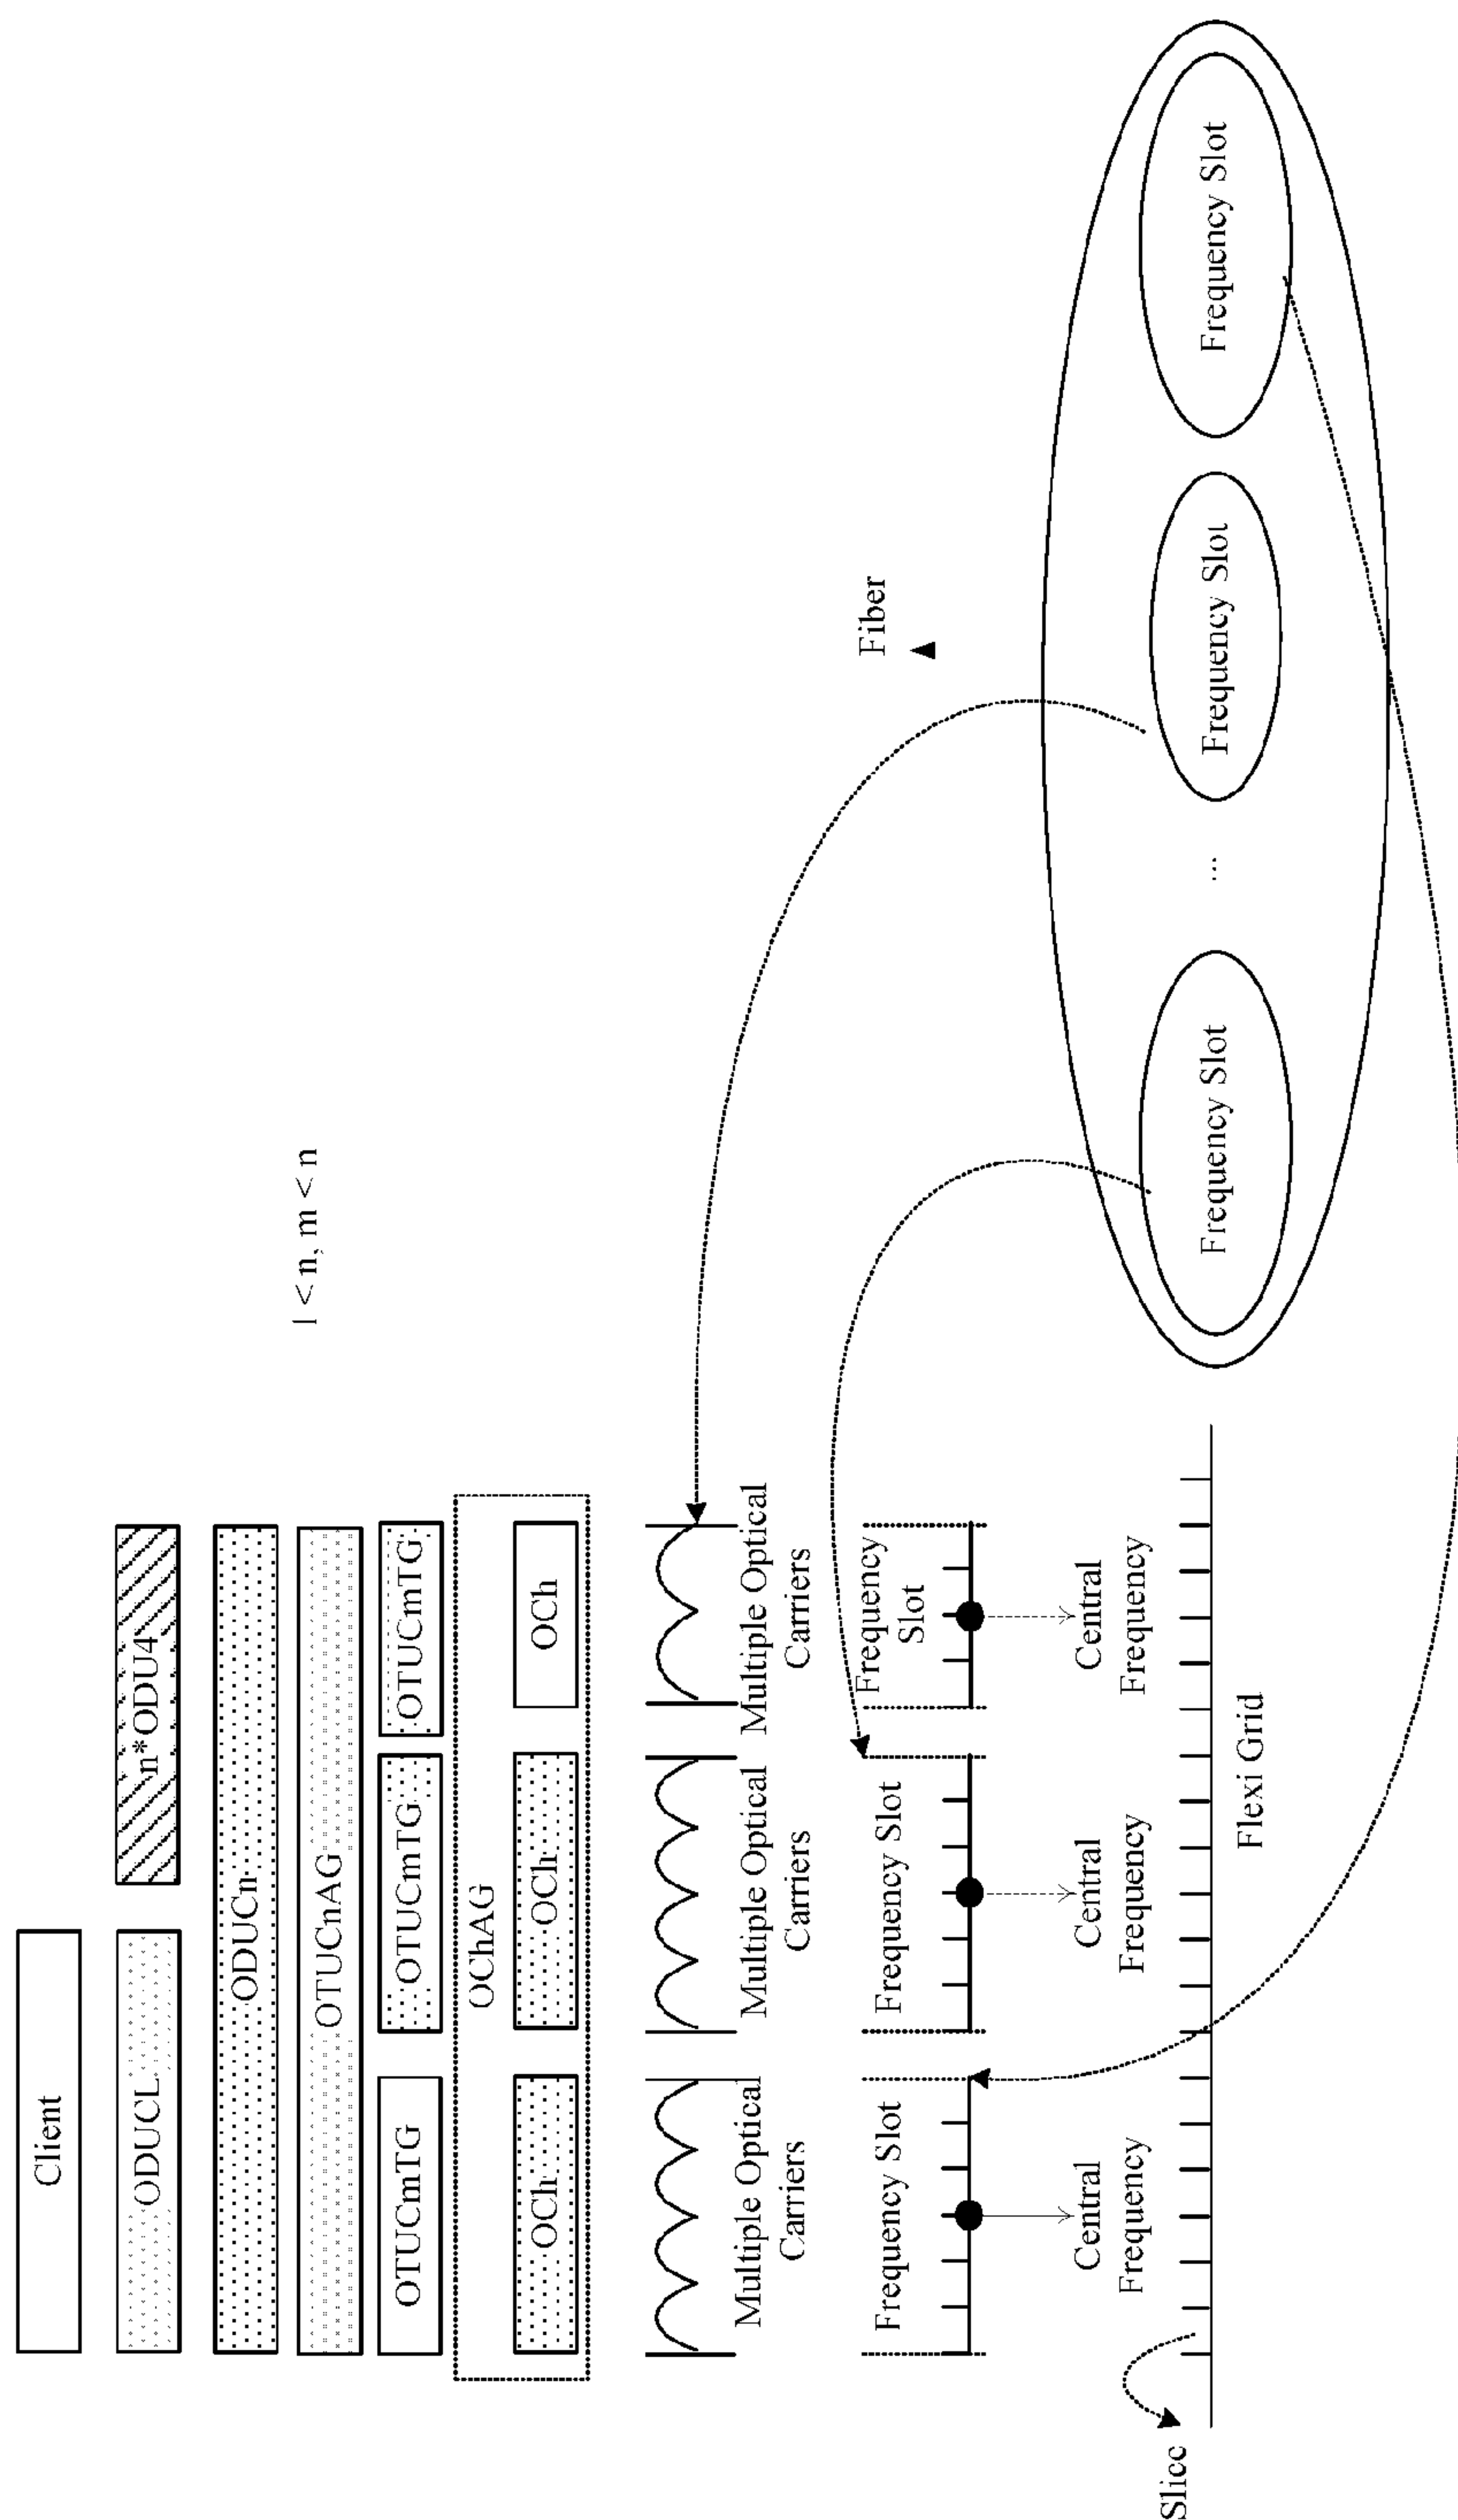 Client
ODUCL
n*ODU4
ODUCn
l < n, m < n
OTUCnAG
OTUCmTG
OTUCmTG
OTUCmTG
OChAG
OCh
OCh
OCh
Multiple Optical
Carriers
Multiple Optical
Carriers
Multiple Optical
Carriers
Fiber
Frequency Slot
Frequency Slot
Frequency
Slot
Central
Frequency
Central
Frequency
Central
Frequency
Slice
Flexi Grid
Frequency Slot
...
Frequency Slot
Frequency Slot